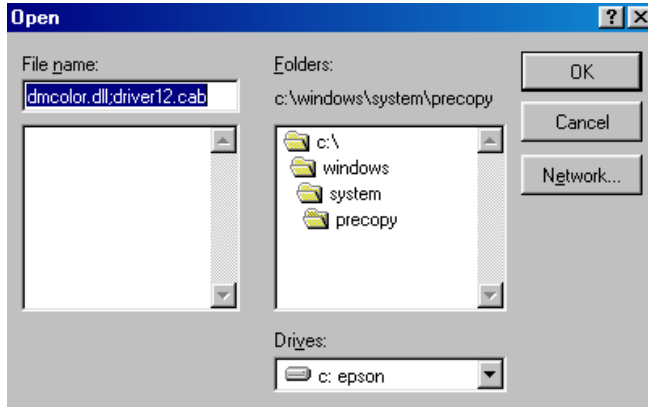 Open
File name:
dmcolor.dll;driver12.cab
Folders:
c:\windows\system\precopy
c:\
windows
system
precopy
Drives:
c: epson
OK
Cancel
Network...